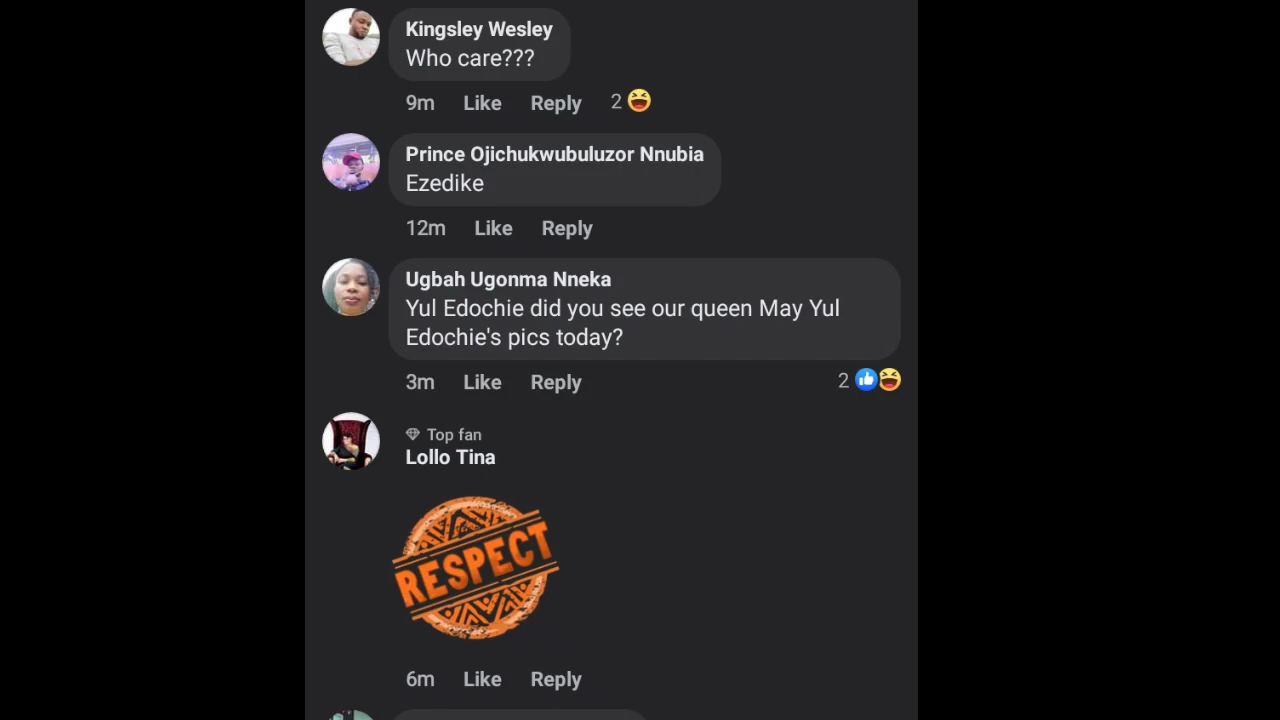 Kingsley Wesley
Who care???
9m Like Reply 2
Prince Ojichukwubuluzor Nnubia
Ezedike
12m Like Reply
Ugbah Ugonma Nneka
Yul Edochie did you see our queen May Yul
Edochie's pics today?
3m Like Reply 2
Top fan
Lollo Tina
RESPECT
6m Like Reply